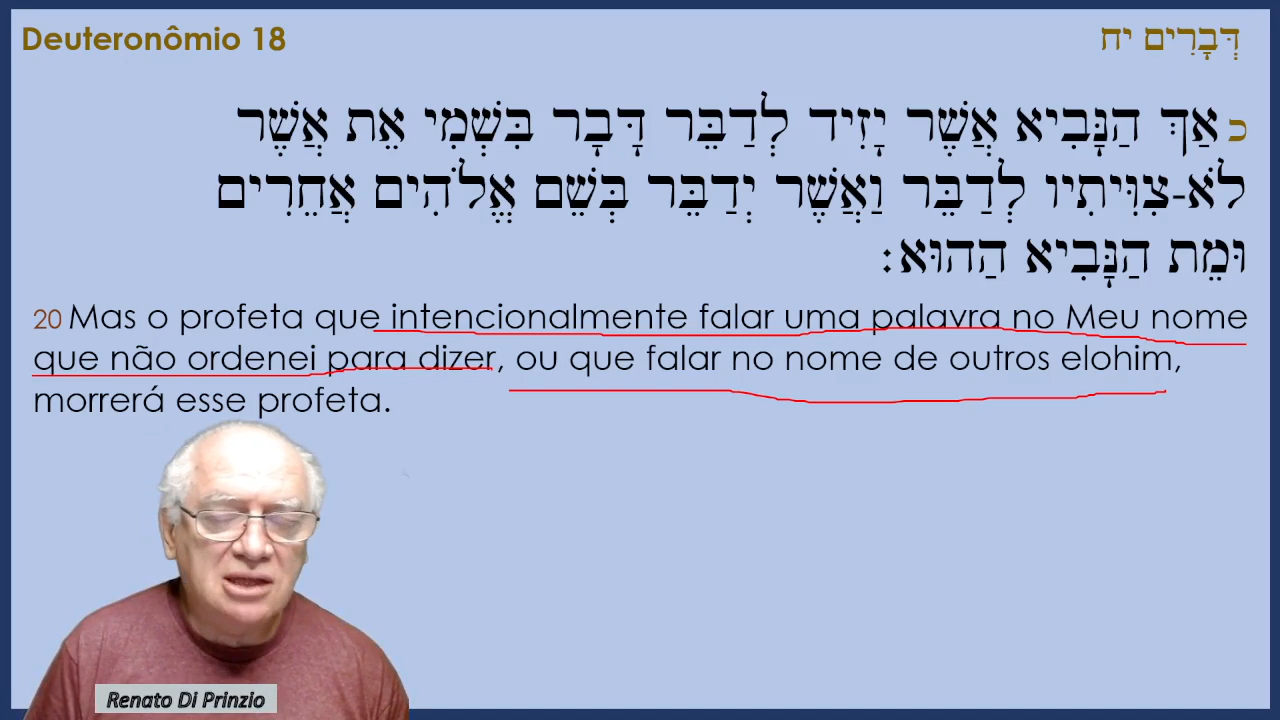 Deuteronômio 18
דְּבָרִים יח
כ אַךְ הַנָּבִיא אֲשֶׁר יָזִיד לְדַבֵּר דָּבָר בִּשְׁמִי אֵת אֲשֶׁר
לֹא-צִוִּיתִיו לְדַבֵּר וַאֲשֶׁר יְדַבֵּר בְּשֵׁם אֱלֹהִים אֲחֵרִים
וּמֵת הַנָּבִיא הַהוּא:
20 Mas o profeta que intencionalmente falar uma palavra no Meu nome
que não ordenei para dizer, ou que falar no nome de outros elohim,
morrerá esse profeta.
Renato Di Prinzio